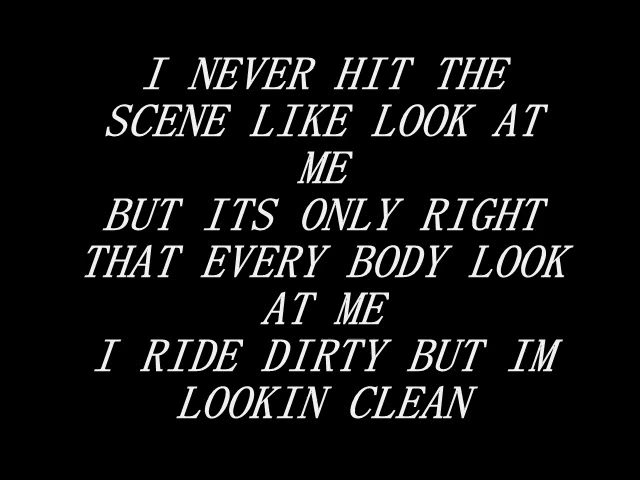 I NEVER HIT THE
SCENE LIKE LOOK AT
ME
BUT ITS ONLY RIGHT
THAT EVERY BODY LOOK
AT ME
I RIDE DIRTY BUT IM
LOOKIN CLEAN